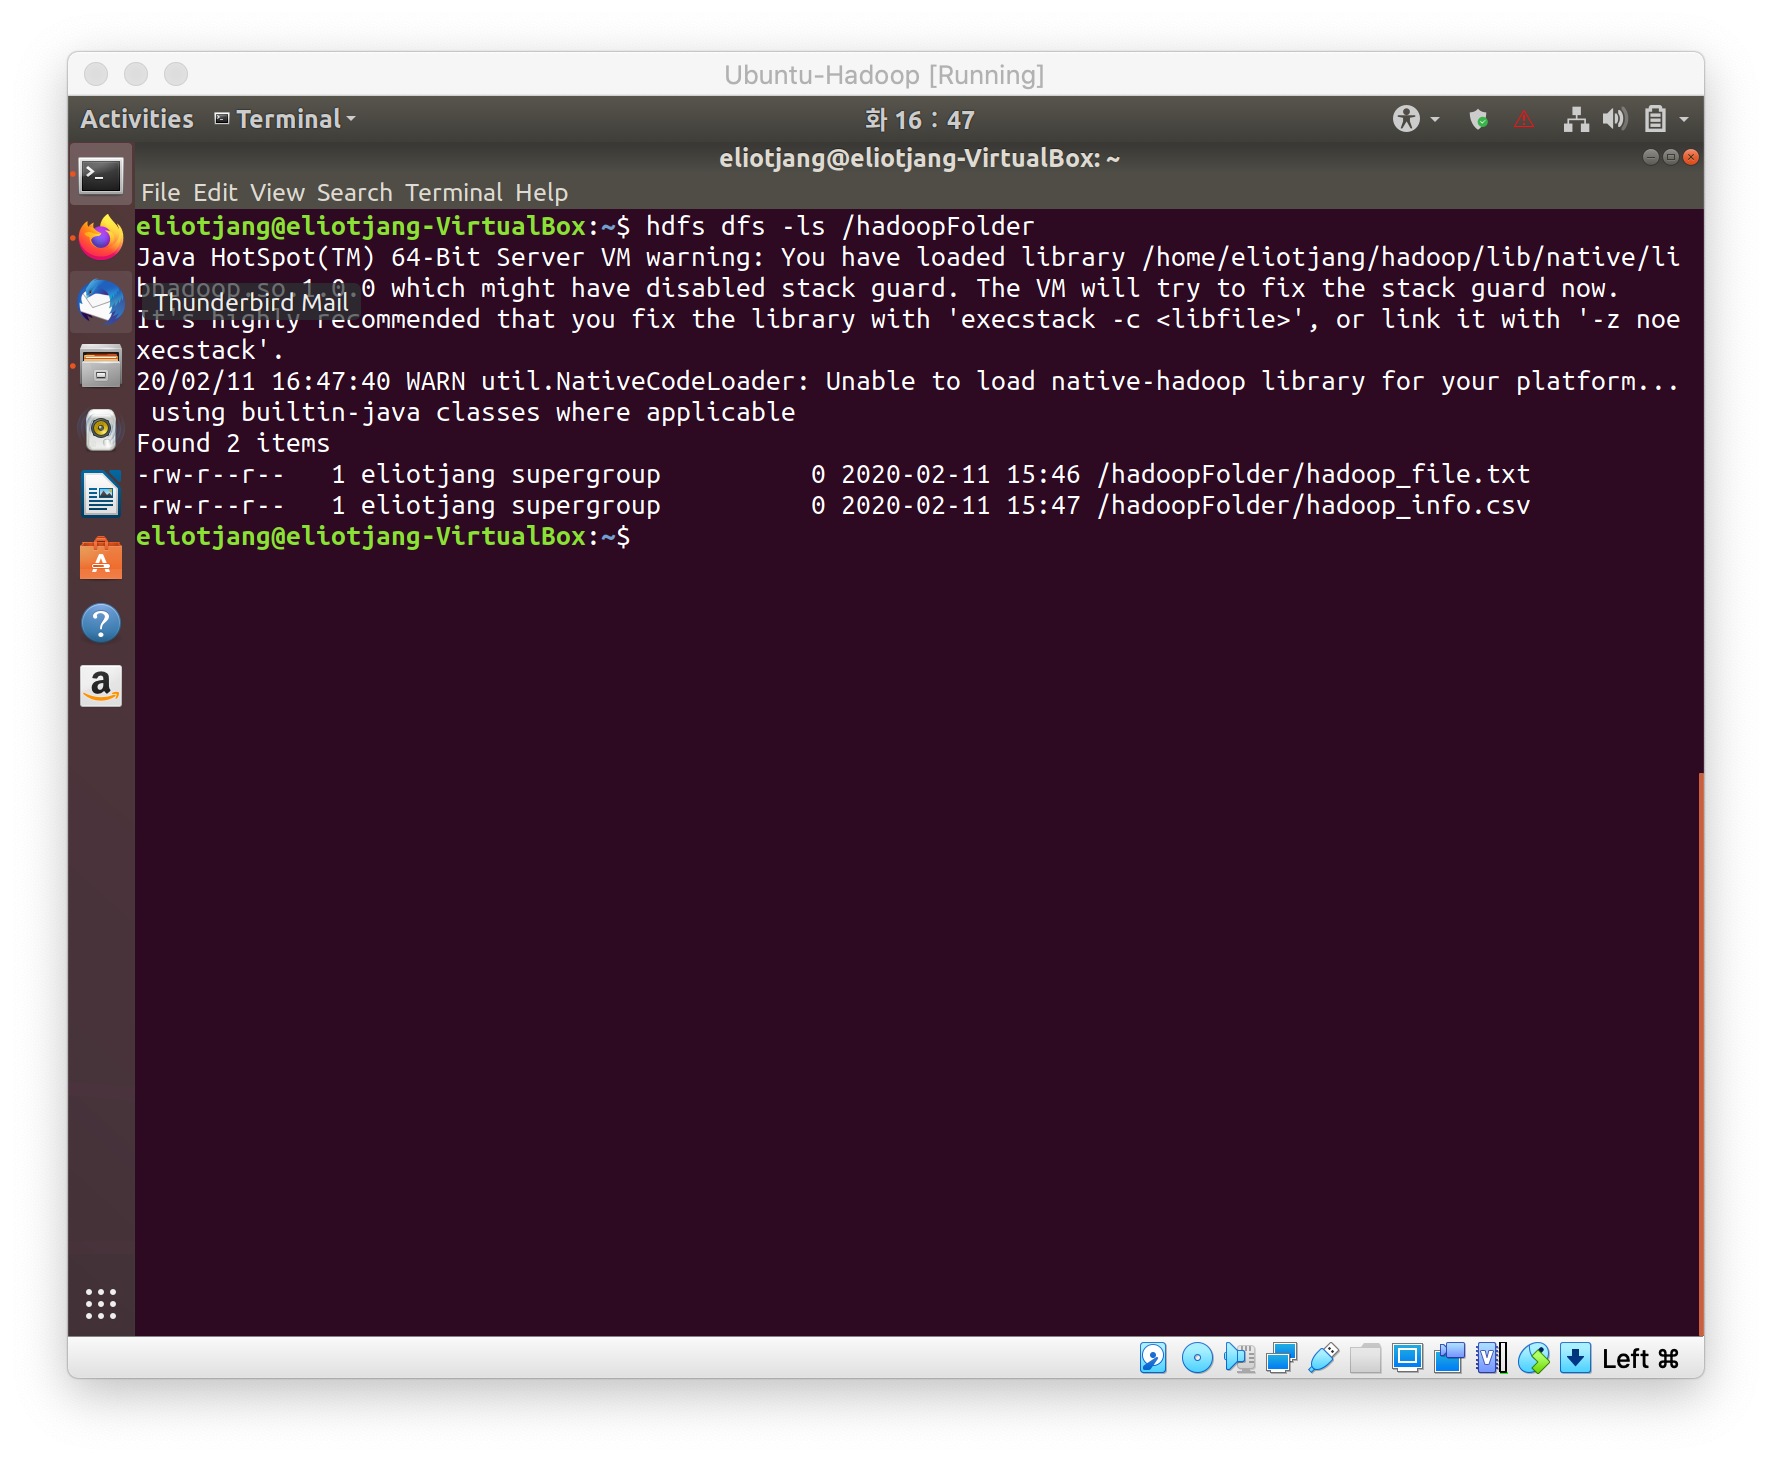 Ubuntu-Hadoop [Running]
Activities Terminal 화 16 : 47
eliotjang@eliotjang-VirtualBox: ~
File Edit View Search Terminal Help
eliotjang@eliotjang-VirtualBox:~$ hdfs dfs -ls /hadoopFolder
Java HotSpot(TM) 64-Bit Server VM warning: You have loaded library /home/eliotjang/hadoop/lib/native/li
bhadoop.so.1.0.0 which might have disabled stack guard. The VM will try to fix the stack guard now.
Thunderbird Mail
It's highly recommended that you fix the library with 'execstack -c <libfile>', or link it with '-z noe
xecstack'.
20/02/11 16:47:40 WARN util.NativeCodeLoader: Unable to load native-hadoop library for your platform...
using builtin-java classes where applicable
Found 2 items
-rw-r--r--   1 eliotjang supergroup          0 2020-02-11 15:46 /hadoopFolder/hadoop_file.txt
-rw-r--r--   1 eliotjang supergroup          0 2020-02-11 15:47 /hadoopFolder/hadoop_info.csv
eliotjang@eliotjang-VirtualBox:~$
Left ⌘